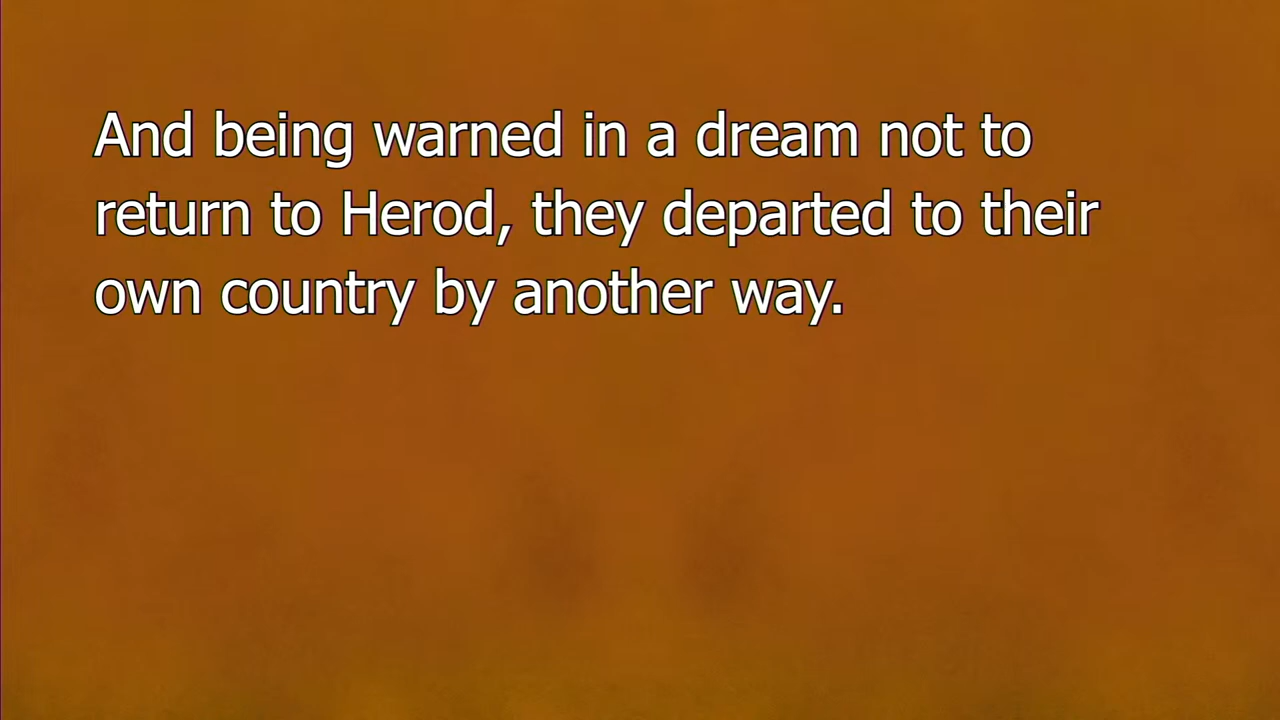 And being warned in a dream not to
return to Herod, they departed to their
own country by another way.